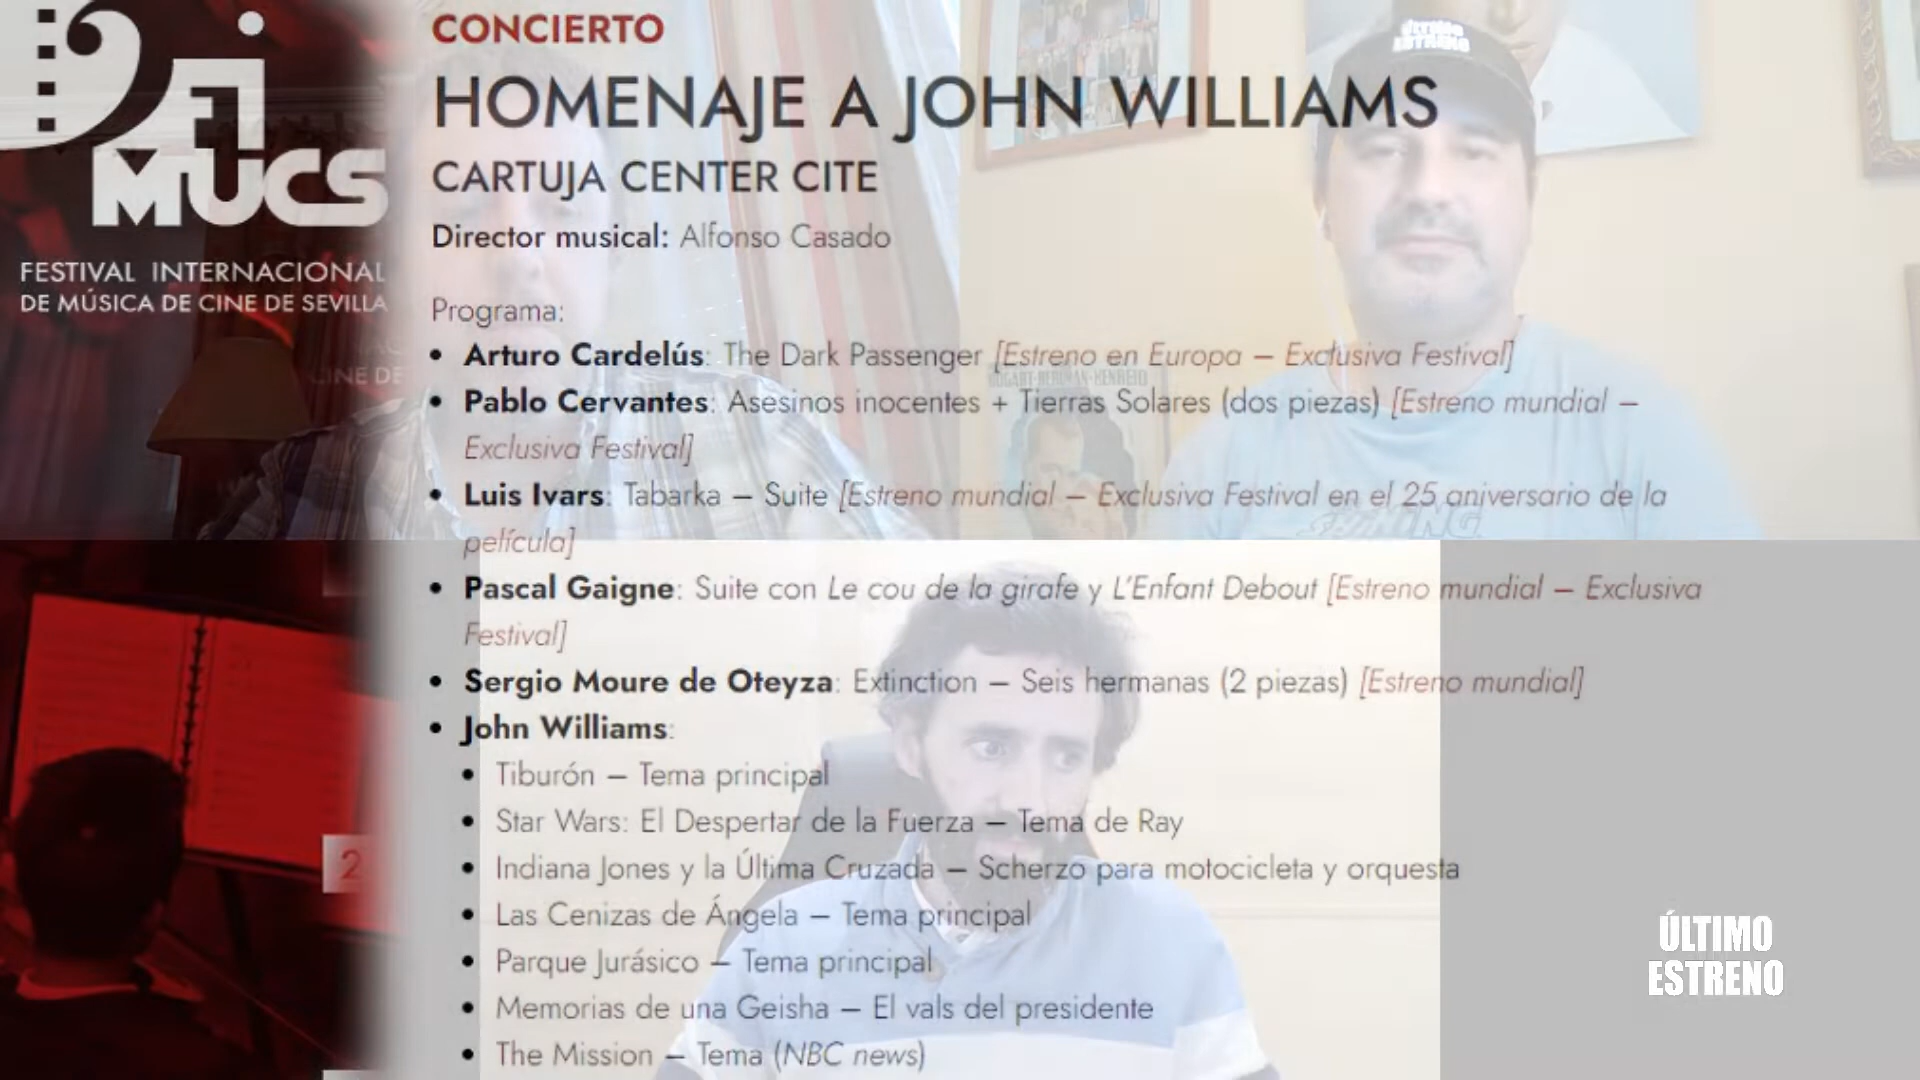 Fi
MUCS
FESTIVAL INTERNACIONAL
DE MÚSICA DE CINE DE SEVILLA
CONCIERTO
HOMENAJE A JOHN WILLIAMS
CARTUJA CENTER CITE
Director musical: Alfonso Casado
Programa:
• Arturo Cardelús: The Dark Passenger [Estreno en Europa – Exclusiva Festival]
• Pablo Cervantes: Asesinos inocentes + Tierras Solares (dos piezas) [Estreno mundial –
Exclusiva Festival]
• Luis Ivars: Tabarka – Suite [Estreno mundial – Exclusiva Festival en el 25 aniversario de la
película]
• Pascal Gaigne: Suite con Le cou de la girafe y L'Enfant Debout [Estreno mundial – Exclusiva
Festival]
• Sergio Moure de Oteyza: Extinction – Seis hermanas (2 piezas) [Estreno mundial]
• John Williams:
• Tiburón – Tema principal
• Star Wars: El Despertar de la Fuerza – Tema de Ray
• Indiana Jones y la Última Cruzada – Scherzo para motocicleta y orquesta
• Las Cenizas de Ángela – Tema principal
• Parque Jurásico – Tema principal
• Memorias de una Geisha – El vals del presidente
• The Mission – Tema (NBC news)
ÚLTIMO
ESTRENO
ÚLTIMO
ESTRENO
CINE DE
2